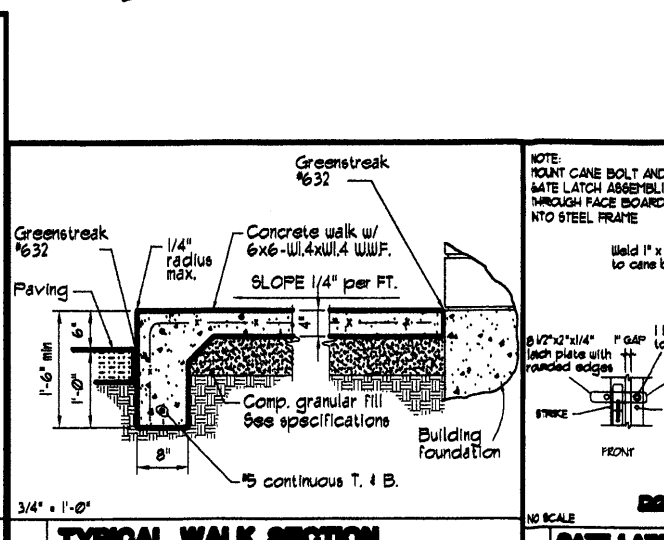 Greenstreak
#632
Greenstreak
#632
1/4"
radius
max.
Concrete walk w/
6x6-W1.4xW1.4 WWF.
SLOPE 1/4" per FT.
Paving
6"
4"
1'-6" min
1'-0"
Comp. granular fill
See specifications
Building
foundation
8"
#5 continuous T. & B.
3/4" = 1'-0"
TYPICAL WALK SECTION
NOTE:
MOUNT CANE BOLT AND
GATE LATCH ASSEMBLI
THROUGH FACE BOARD
INTO STEEL FRAME
Weld 1" x
to cane b
8 1/2"x2"x1/4"
latch plate with
rounded edges
1" GAP
STRIKE
FRONT
NO SCALE